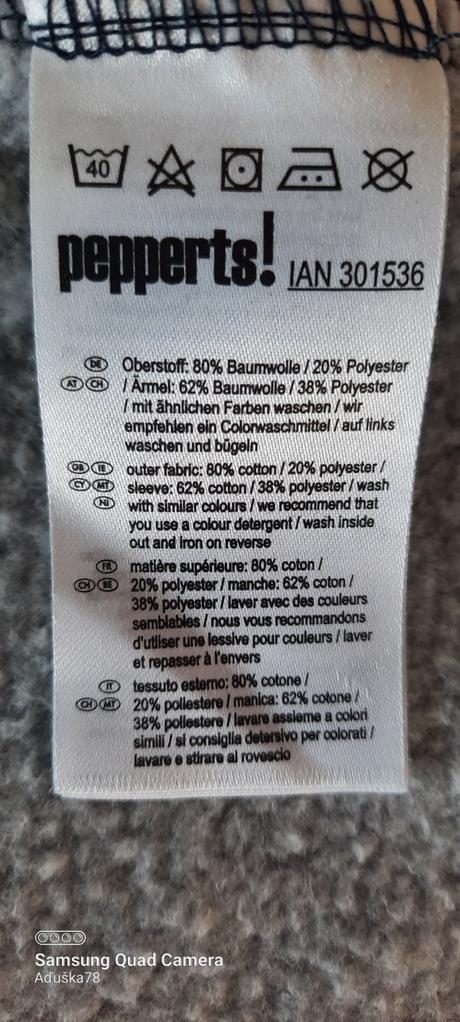 40
pepperts! IAN 301536
DE Oberstoff: 80% Baumwolle / 20% Polyester
AT CH / Ärmel: 62% Baumwolle / 38% Polyester
/ mit ähnlichen Farben waschen / wir
empfehlen ein Colorwaschmittel / auf links
waschen und bügeln
GB IE outer fabric: 80% cotton / 20% polyester /
CY MT sleeve: 62% cotton / 38% polyester / wash
NI with similar colours / we recommend that
you use a colour detergent / wash inside
out and iron on reverse
FR matière supérieure: 80% coton /
CH BE 20% polyester / manche: 62% coton /
38% polyester / laver avec des couleurs
semblables / nous vous recommandons
d'utliser une lessive pour couleurs / laver
et repasser à l'envers
IT tessuto esterno: 80% cotone /
CH MT 20% poliestere / manica: 62% cotone /
38% poliestere / lavare assieme a colori
simili / si consiglia detersivo per colorati /
lavare e stirare al rovescio
Samsung Quad Camera
Aďuška78